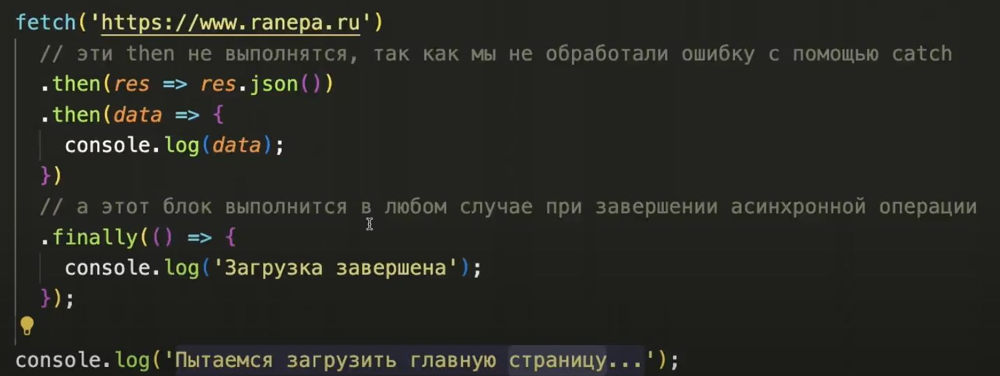 fetch('https://www.ranepa.ru')
// эти then не выполнятся, так как мы не обработали ошибку с помощью catch
.then(res => res.json())
.then(data => {
console.log(data);
})
// а этот блок выполнится в любом случае при завершении асинхронной операции
.finally(() => {
console.log('Загрузка завершена');
});
console.log('Пытаемся загрузить главную страницу...');